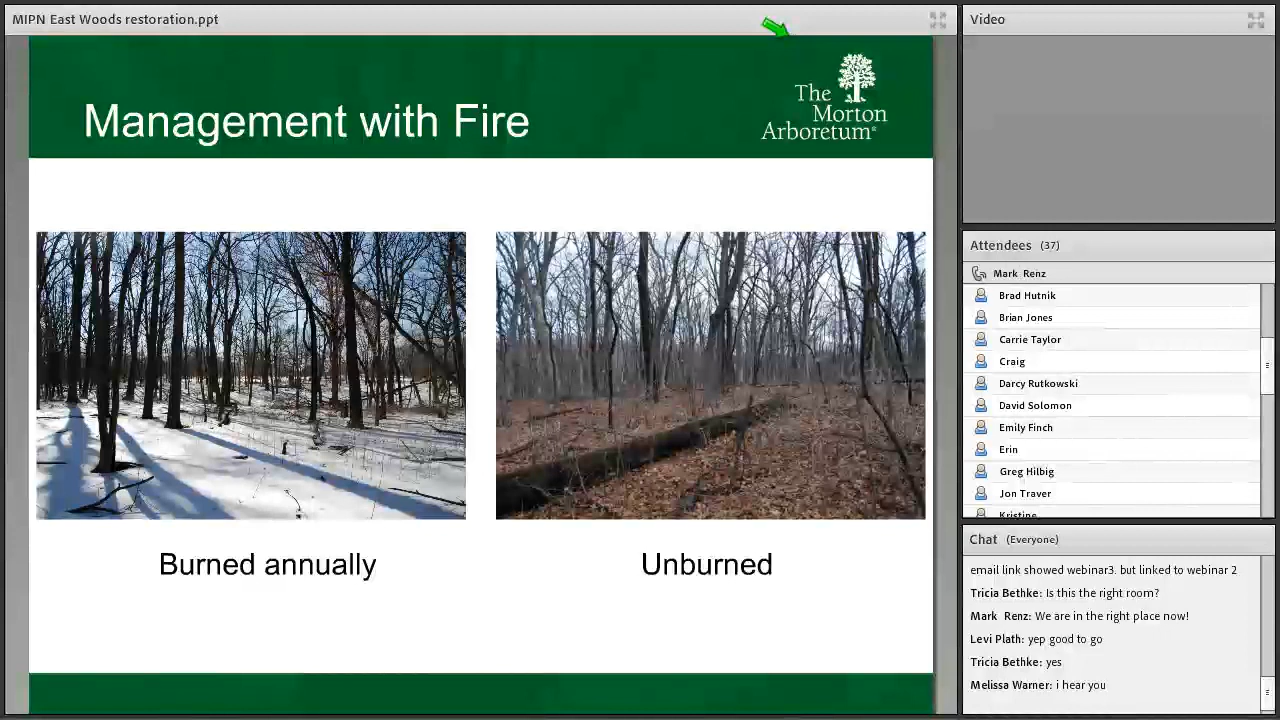 MIPN East Woods restoration.ppt
Management with Fire
The
Morton
Arboretum®
Burned annually
Unburned
Video
Attendees (37)
Mark Renz
Brad Hutnik
Brian Jones
Carrie Taylor
Craig
Darcy Rutkowski
David Solomon
Emily Finch
Erin
Greg Hilbig
Jon Traver
Kristine
Chat (Everyone)
email link showed webinar3. but linked to webinar 2
Tricia Bethke: Is this the right room?
Mark Renz: We are in the right place now!
Levi Plath: yep good to go
Tricia Bethke: yes
Melissa Warner: i hear you